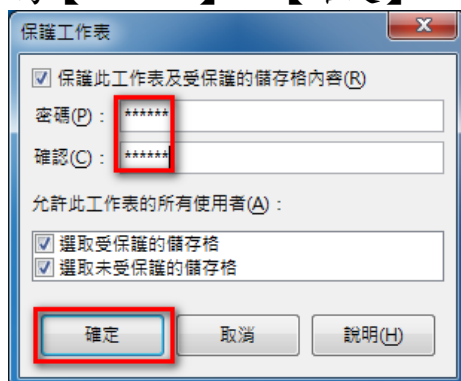 保護工作表
保護此工作表及受保護的儲存格內容(R)
密碼(P)： ******
確認(C)： ******
允許此工作表的所有使用者(A)：
選取受保護的儲存格
選取未受保護的儲存格
確定 取消 說明(H)